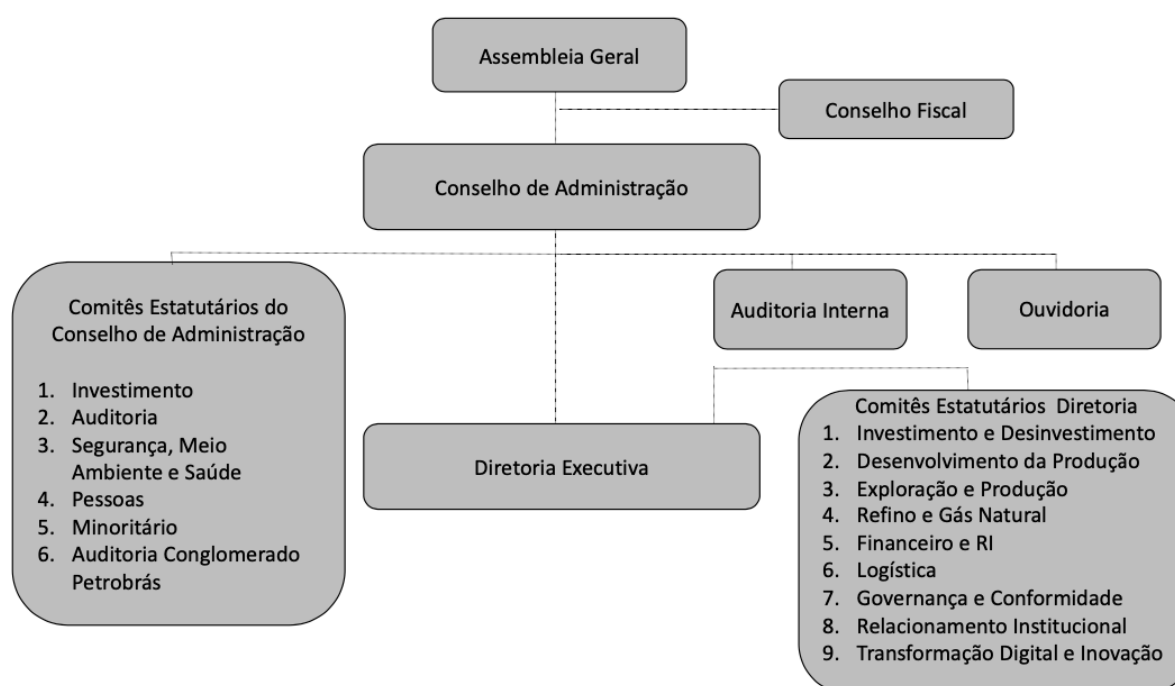 Assembleia Geral
Conselho Fiscal
Conselho de Administração
Comitês Estatutários do
Conselho de Administração
1. Investimento
2. Auditoria
3. Segurança, Meio
Ambiente e Saúde
4. Pessoas
5. Minoritário
6. Auditoria Conglomerado
Petrobrás
Auditoria Interna
Ouvidoria
Diretoria Executiva
Comitês Estatutários Diretoria
1. Investimento e Desinvestimento
2. Desenvolvimento da Produção
3. Exploração e Produção
4. Refino e Gás Natural
5. Financeiro e RI
6. Logística
7. Governança e Conformidade
8. Relacionamento Institucional
9. Transformação Digital e Inovação